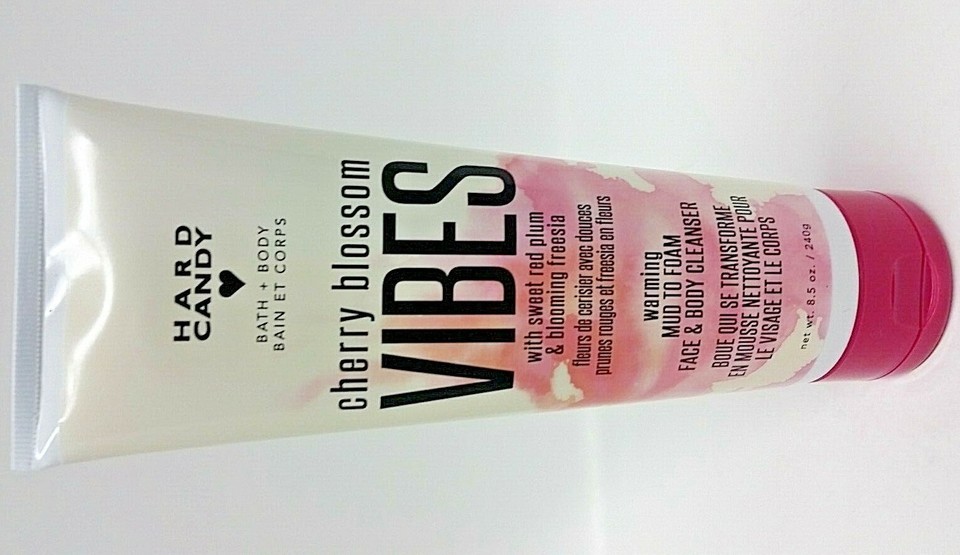 HARD
CANDY
BATH + BODY
BAIN ET CORPS
cherry blossom
VIBES
with sweet red plum
& blooming freesia
fleurs de cerisier avec douces
prunes rouges et freesia en fleurs
warming
MUD TO FOAM
FACE & BODY CLEANSER
BOUE QUI SE TRANSFORME
EN MOUSSE NETTOYANTE POUR
LE VISAGE ET LE CORPS
net wt. 8.5 oz. / 240g